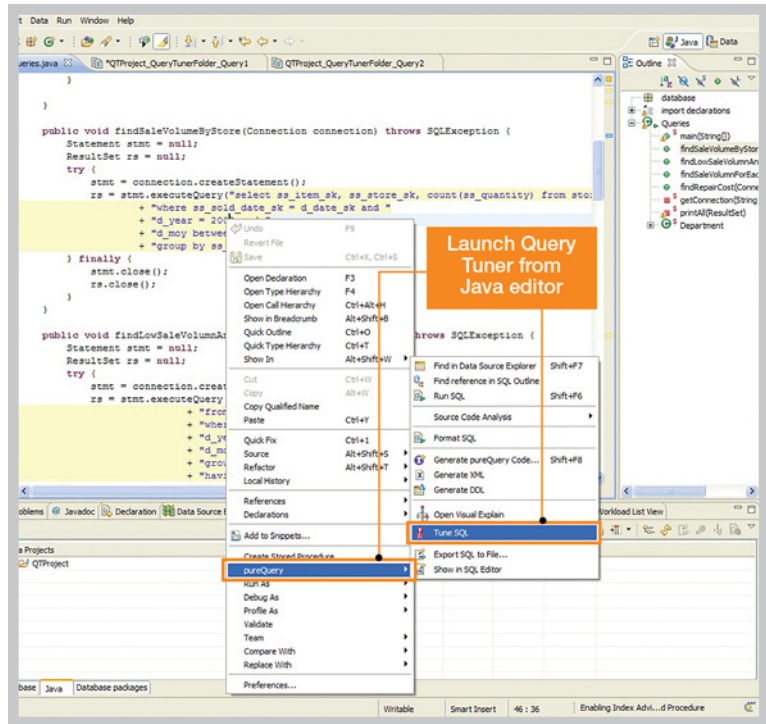 t Data Run Window Help
Java Data
ueries.java *QTProject_QueryTunerFolder_Query1 QTProject_QueryTunerFolder_Query2
Outline
}
}
public void findSaleVolumeByStore(Connection connection) throws SQLException {
Statement stmt = null;
ResultSet rs = null;
try {
stmt = connection.createStatement();
rs = stmt.executeQuery("select ss_item_sk, ss_store_sk, count(ss_quantity) from sto
+ "where ss_sold_date_sk = d_date_sk and "
+ "d_year = 200
+ "d_moy betwee
+ "group by ss_
} finally {
stmt.close();
rs.close();
}
}
public void findLowSaleVolumnAn hrows SQLException {
Statement stmt = null;
ResultSet rs = null;
try {
stmt = connection.creat
rs = stmt.executeQuery
+ "from
+ "wher
+ "d_ye
+ "d_mo
+ "grou
+ "havi
database
import declarations
Queries
main(String[])
findSaleVolumeByStor
findLowSaleVolumnAn
findSaleVolumnForEac
findRepairCost(Conne
getConnection(String
printAll(ResultSet)
Department
Launch Query
Tuner from
Java editor
Undo F9
Revert File
Save Ctrl+X, Ctrl+S
Open Declaration F3
Open Type Hierarchy F4
Open Call Hierarchy Ctrl+Alt+H
Show in Breadcrumb Alt+Shift+B
Quick Outline Ctrl+O
Quick Type Hierarchy Ctrl+T
Show In Alt+Shift+W
Cut Ctrl+W
Copy Alt+W
Copy Qualified Name
Paste Ctrl+Y
Quick Fix Ctrl+1
Source Alt+Shift+S
Refactor Alt+Shift+T
Local History
References
Declarations
Add to Snippets...
Create Stored Procedure
pureQuery
Run As
Debug As
Profile As
Validate
Team
Compare With
Replace With
Preferences...
Find in Data Source Explorer Shift+F7
Find reference in SQL Outline
Run SQL Shift+F6
Source Code Analysis
Format SQL
Generate pureQuery Code... Shift+F8
Generate XML
Generate DDL
Open Visual Explain
Tune SQL
Export SQL to File...
Show in SQL Editor
oblems Javadoc Declaration Data Source E Workload List View
a Projects
QTProject
base Java Database packages
Writable Smart Insert 46 : 36 Enabling Index Advi...d Procedure